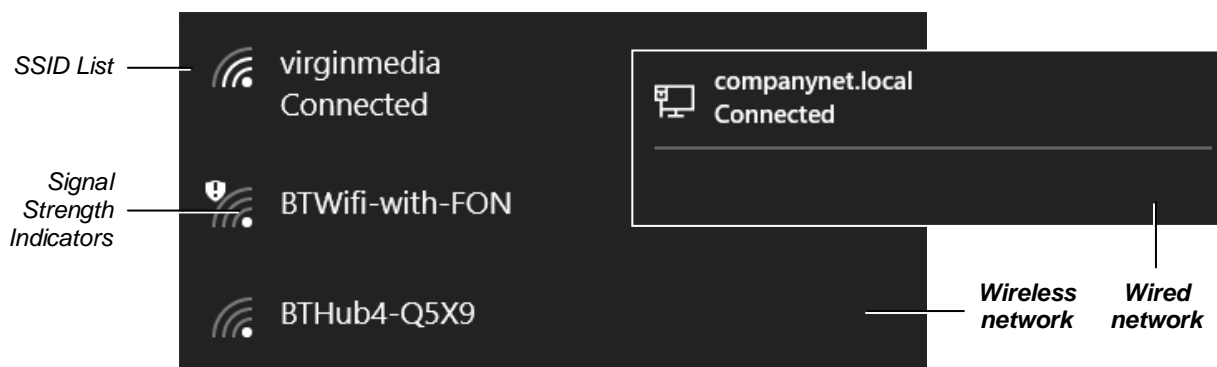 SSID List
virginmedia
Connected
companynet.local
Connected
Signal
Strength
Indicators
BTWifi-with-FON
BTHub4-Q5X9
Wireless
network
Wired
network